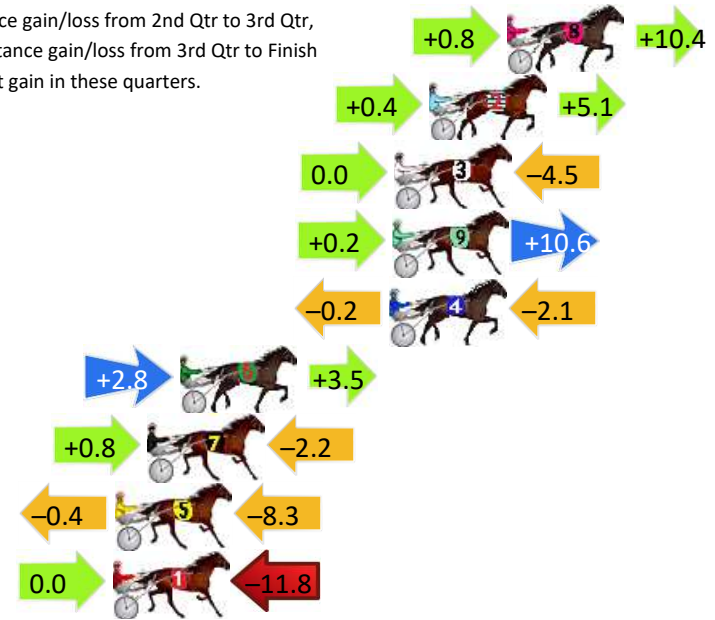 ce gain/loss from 2nd Qtr to 3rd Qtr,
tance gain/loss from 3rd Qtr to Finish
t gain in these quarters.
+0.8 8 +10.4
+0.4 2 +5.1
0.0 3 –4.5
+0.2 9 +10.6
–0.2 4 –2.1
+2.8 6 +3.5
+0.8 7 –2.2
–0.4 5 –8.3
0.0 1 –11.8